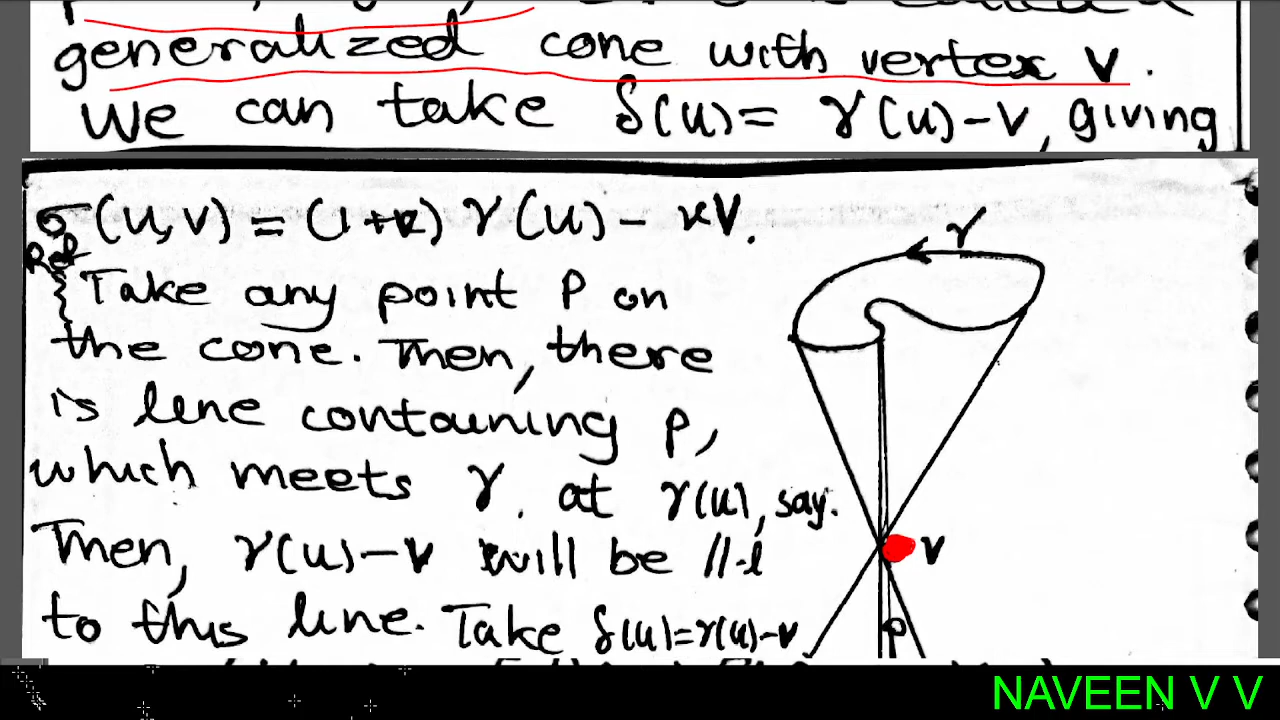 generalized cone with vertex v.
We can take δ(u)= γ(u)-v, giving
σ(u,v) = (1+v) γ(u) - vV.
γ
Take any point P on
the cone. Then, there
is line containing P,
which meets γ. at γ(u), say.
Then, γ(u)-v will be //-l
v
to this line. Take δ(u)=γ(u)-v
P
NAVEEN V V